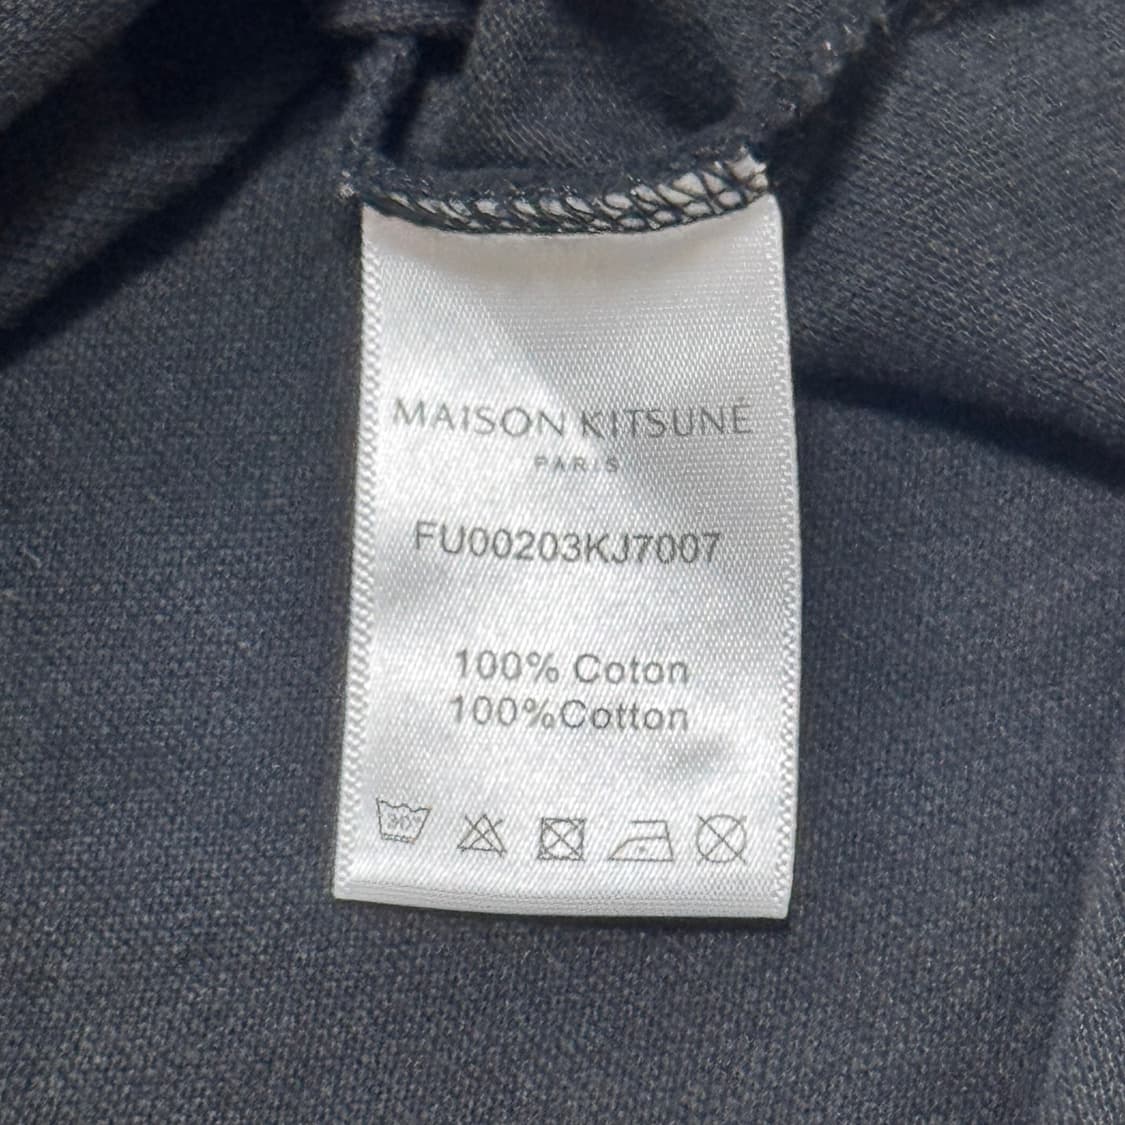 MAISON KITSUNÉ
PARIS
FU00203KJ7007
100% Coton
100%Cotton
30°